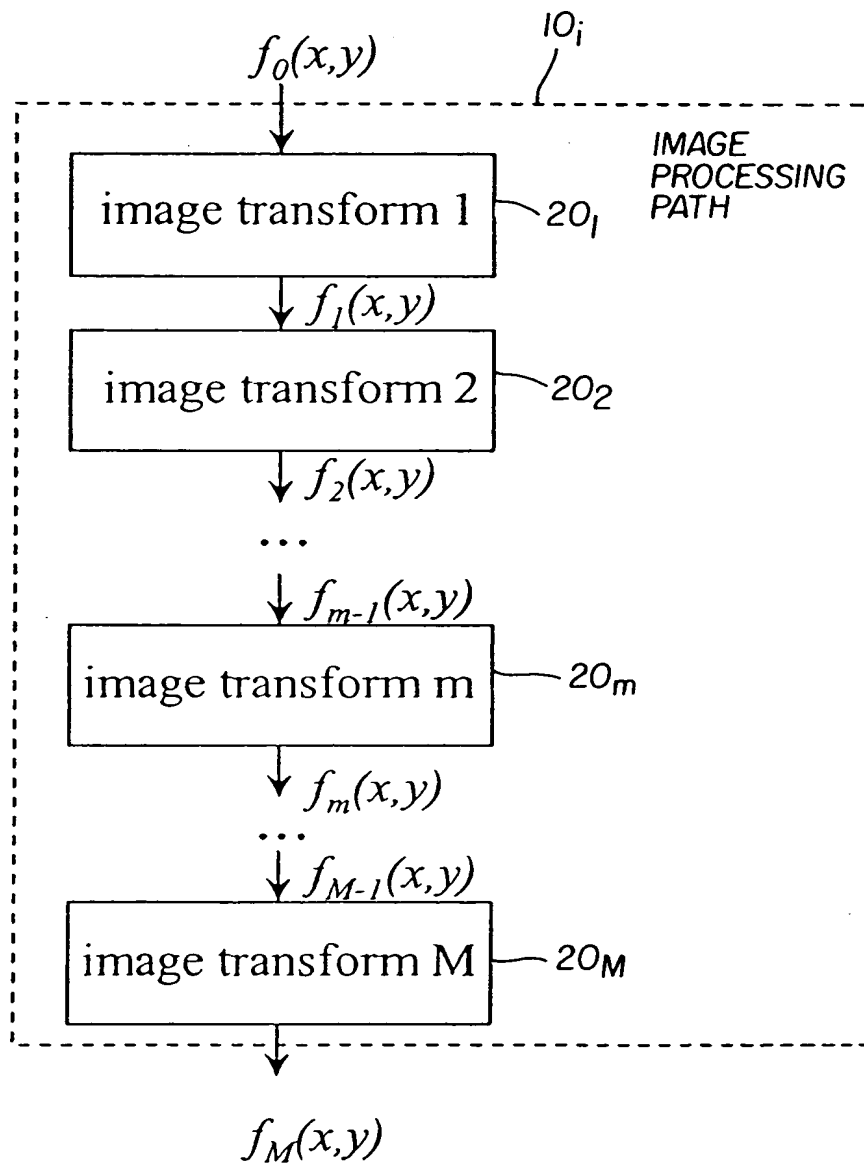 10i
f0(x,y)
IMAGE
PROCESSING
PATH
image transform 1
201
f1(x,y)
image transform 2
202
f2(x,y)
...
fm-1(x,y)
image transform m
20m
fm(x,y)
...
fM-1(x,y)
image transform M
20M
fM(x,y)